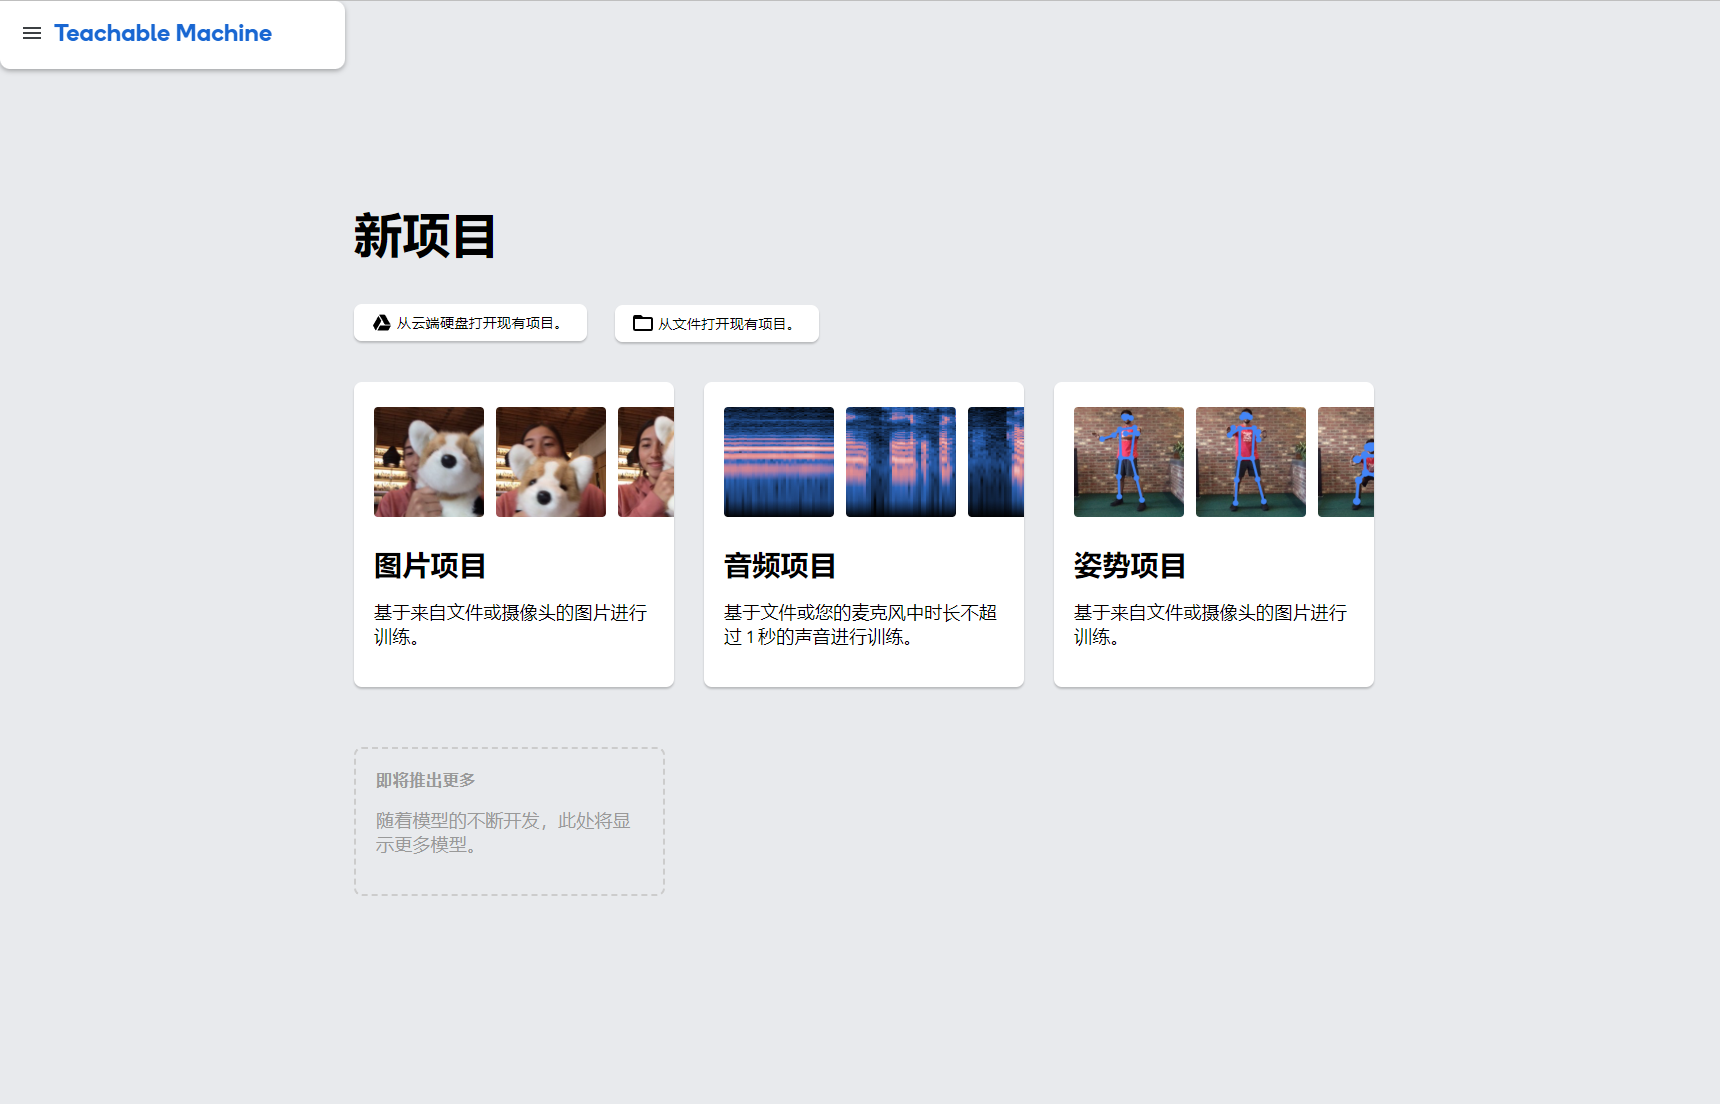 Teachable Machine
新项目
从云端硬盘打开现有项目。
从文件打开现有项目。
图片项目
基于来自文件或摄像头的图片进行
训练。
音频项目
基于文件或您的麦克风中时长不超
过 1 秒的声音进行训练。
姿势项目
基于来自文件或摄像头的图片进行
训练。
即将推出更多
随着模型的不断开发，此处将显
示更多模型。